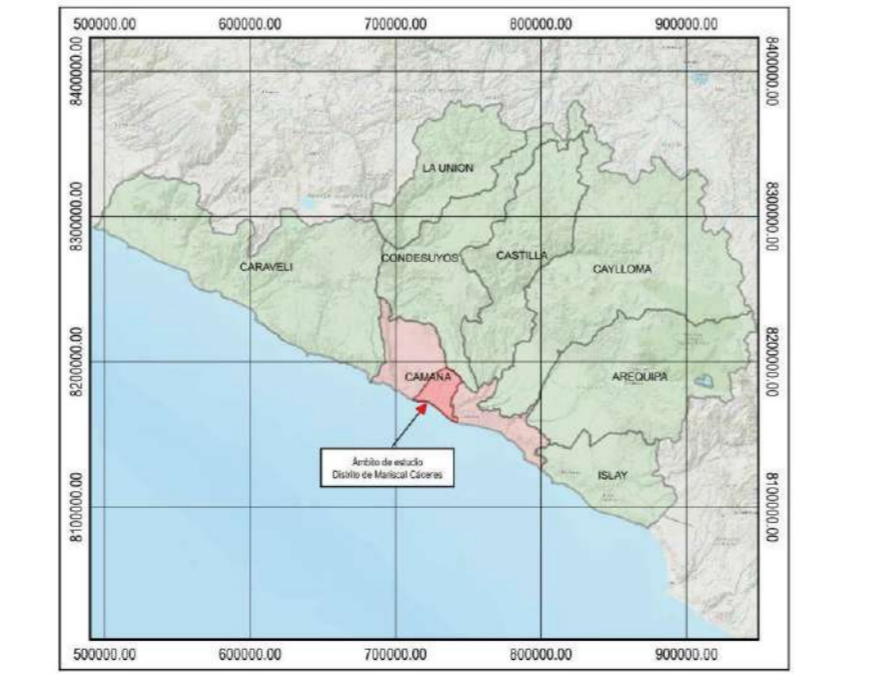 500000.00 600000.00 700000.00 800000.00 900000.00
8400000.00 8400000.00
LA UNION
8300000.00 8300000.00
CARAVELI CONDESUYOS CASTILLA CAYLLOMA
8200000.00 8200000.00
CAMANA AREQUIPA
Ámbito de estudio
Distrito de Mariscal Cáceres
ISLAY
8100000.00 8100000.00
500000.00 600000.00 700000.00 800000.00 900000.00